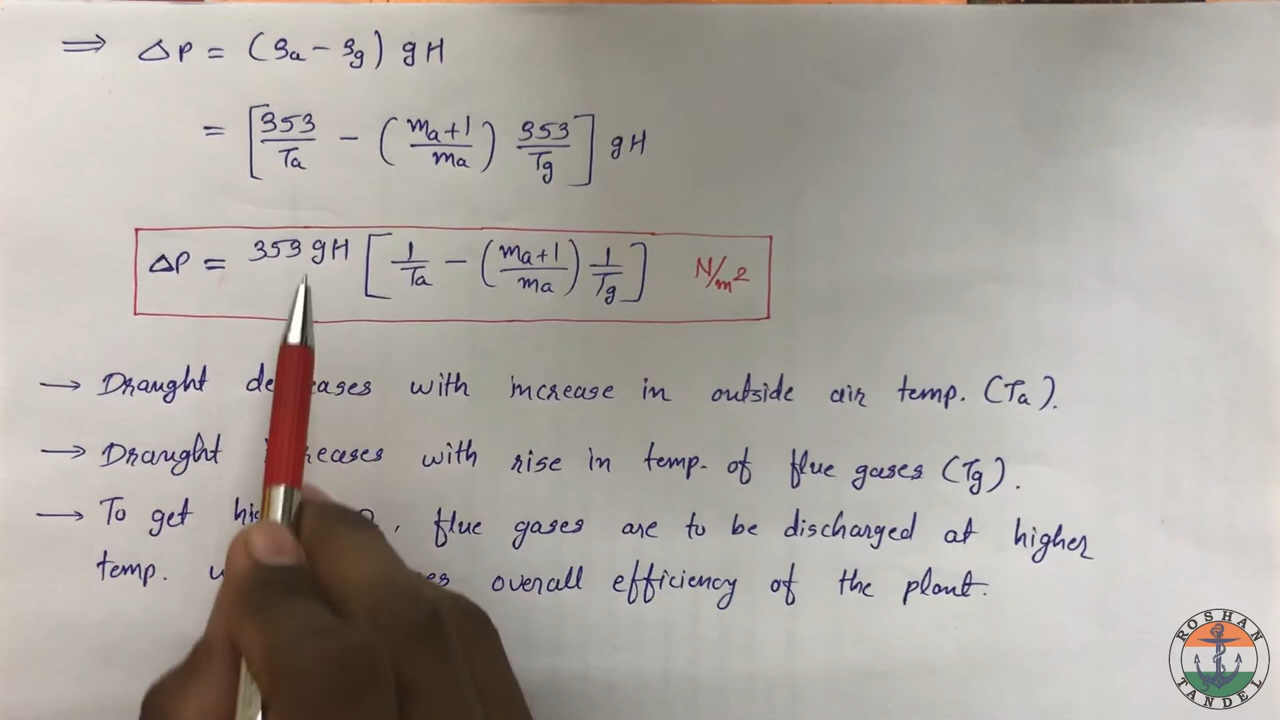 ⇒ ΔP = (ρa − ρg) gH
= [353/Ta − (ma+1/ma) 353/Tg] gH
ΔP = 353 gH [1/Ta − (ma+1/ma) 1/Tg] N/m²
→ Draught with increase in outside air temp. (Ta).
→ Draught with rise in temp. of flue gases (Tg).
→ To get , flue gases are to be discharged at higher
temp. overall efficiency of the plant.
ROSHAN
TANDEL